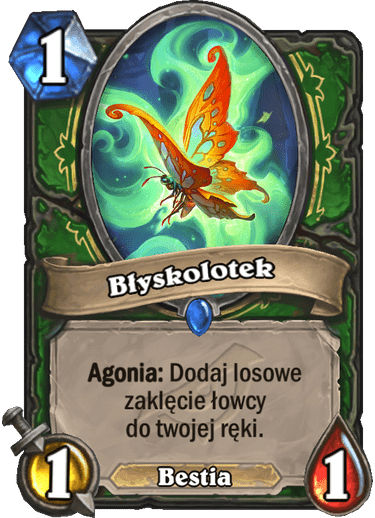 1
Błyskolotek
Agonia: Dodaj losowe
zaklęcie łowcy
do twojej ręki.
1
Bestia
1